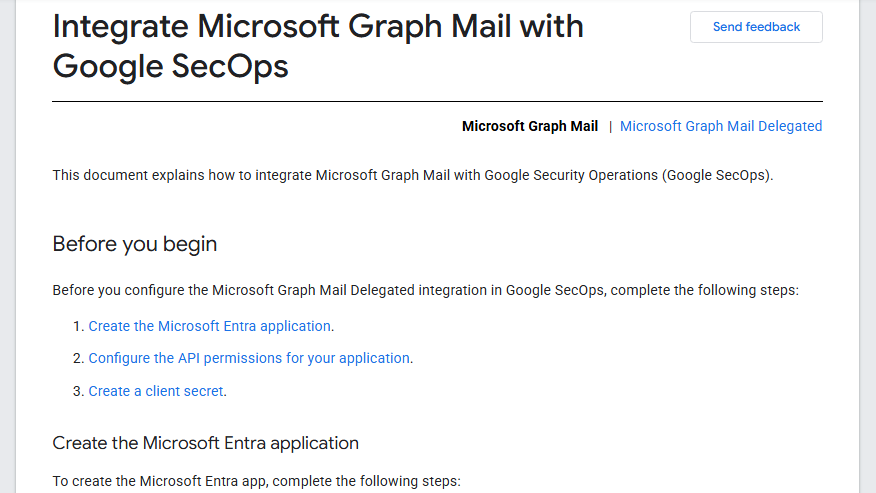 Integrate Microsoft Graph Mail with
Google SecOps
Send feedback
Microsoft Graph Mail | Microsoft Graph Mail Delegated
This document explains how to integrate Microsoft Graph Mail with Google Security Operations (Google SecOps).
Before you begin
Before you configure the Microsoft Graph Mail Delegated integration in Google SecOps, complete the following steps:
1. Create the Microsoft Entra application.
2. Configure the API permissions for your application.
3. Create a client secret.
Create the Microsoft Entra application
To create the Microsoft Entra app, complete the following steps: